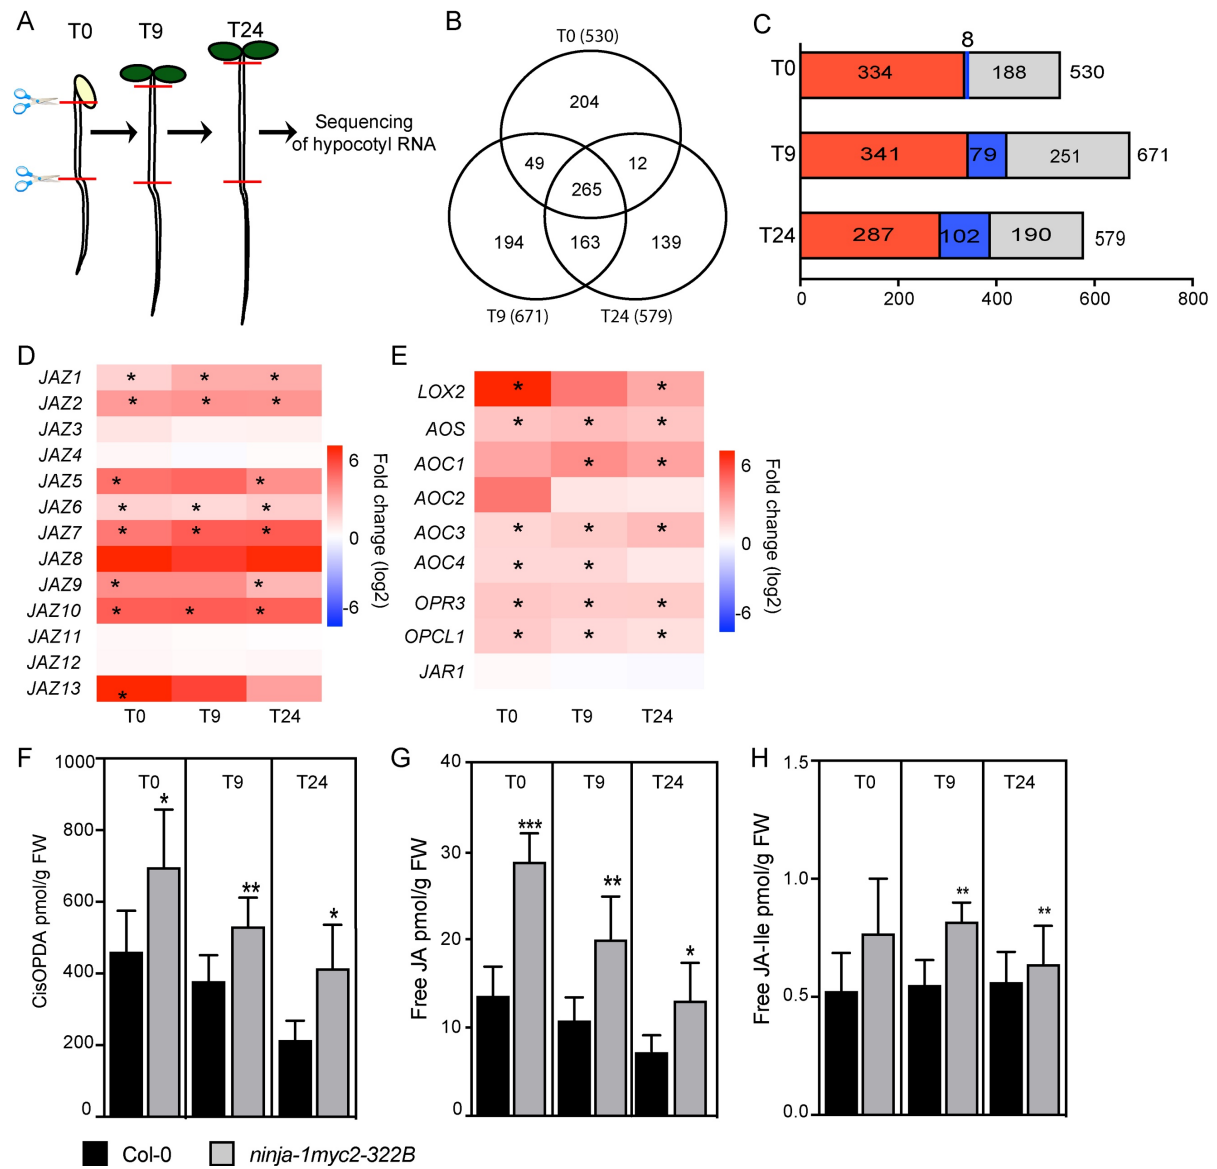 A
T0
T9
T24
Sequencing
of hypocotyl RNA
B
T0 (530)
204
49
12
265
194
163
139
T9 (671)
T24 (579)
C
8
T0
334
188
530
T9
341
79
251
671
T24
287
102
190
579
0
200
400
600
800
D
JAZ1 * * *
JAZ2 * * *
JAZ3
JAZ4
JAZ5 * *
JAZ6 * * *
JAZ7 * * *
JAZ8
JAZ9 * *
JAZ10 * * *
JAZ11
JAZ12
JAZ13 *
T0 T9 T24
6
0
-6
Fold change (log2)
E
LOX2 * *
AOS * * *
AOC1 * *
AOC2
AOC3 * * *
AOC4 * *
OPR3 * * *
OPCL1 * * *
JAR1
T0 T9 T24
6
0
-6
Fold change (log2)
F
CisOPDA pmol/g FW
1000
800
600
400
200
0
T0
T9
T24
*
**
*
G
Free JA pmol/g FW
40
30
20
10
0
T0
T9
T24
***
**
*
H
Free JA-Ile pmol/g FW
1.5
1.0
0.5
0.0
T0
T9
T24
**
**
Col-0
ninja-1myc2-322B